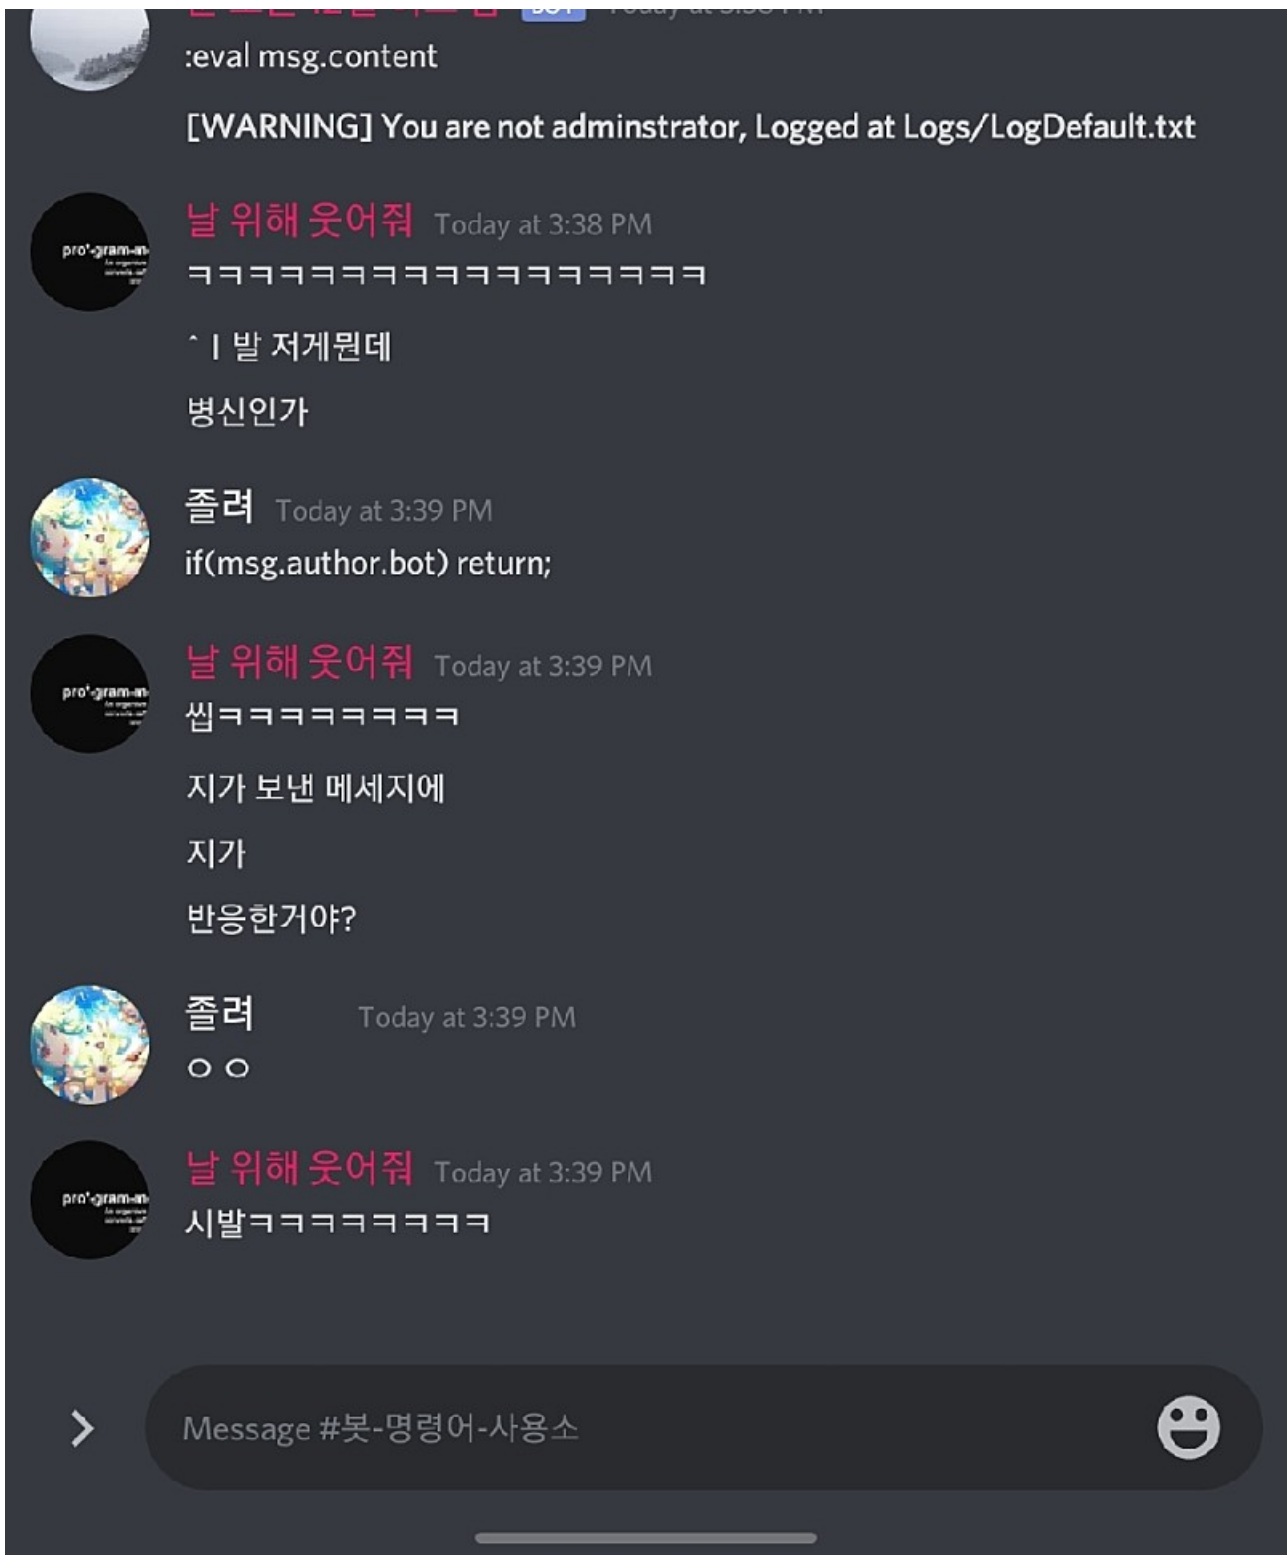 :eval msg.content
[WARNING] You are not adminstrator, Logged at Logs/LogDefault.txt
날 위해 웃어줘 Today at 3:38 PM
ㅋㅋㅋㅋㅋㅋㅋㅋㅋㅋㅋㅋㅋㅋㅋㅋㅋ
^ㅣ발 저게뭔데
병신인가
졸려 Today at 3:39 PM
if(msg.author.bot) return;
날 위해 웃어줘 Today at 3:39 PM
씹ㅋㅋㅋㅋㅋㅋㅋㅋ
지가 보낸 메세지에
지가
반응한거야?
졸려 Today at 3:39 PM
ㅇㅇ
날 위해 웃어줘 Today at 3:39 PM
시발ㅋㅋㅋㅋㅋㅋㅋㅋ
Message #봇-명령어-사용소